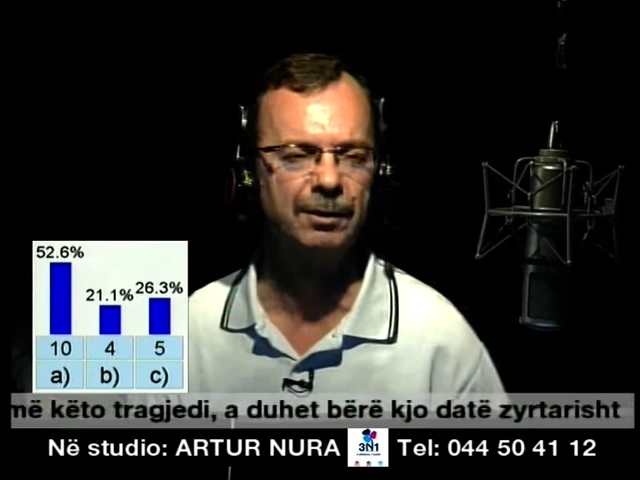 52.6%
21.1%
26.3%
10 4 5
a) b) c)
më këto tragjedi, a duhet bërë kjo datë zyrtarisht
Në studio: ARTUR NURA 3N1 Tel: 044 50 41 12